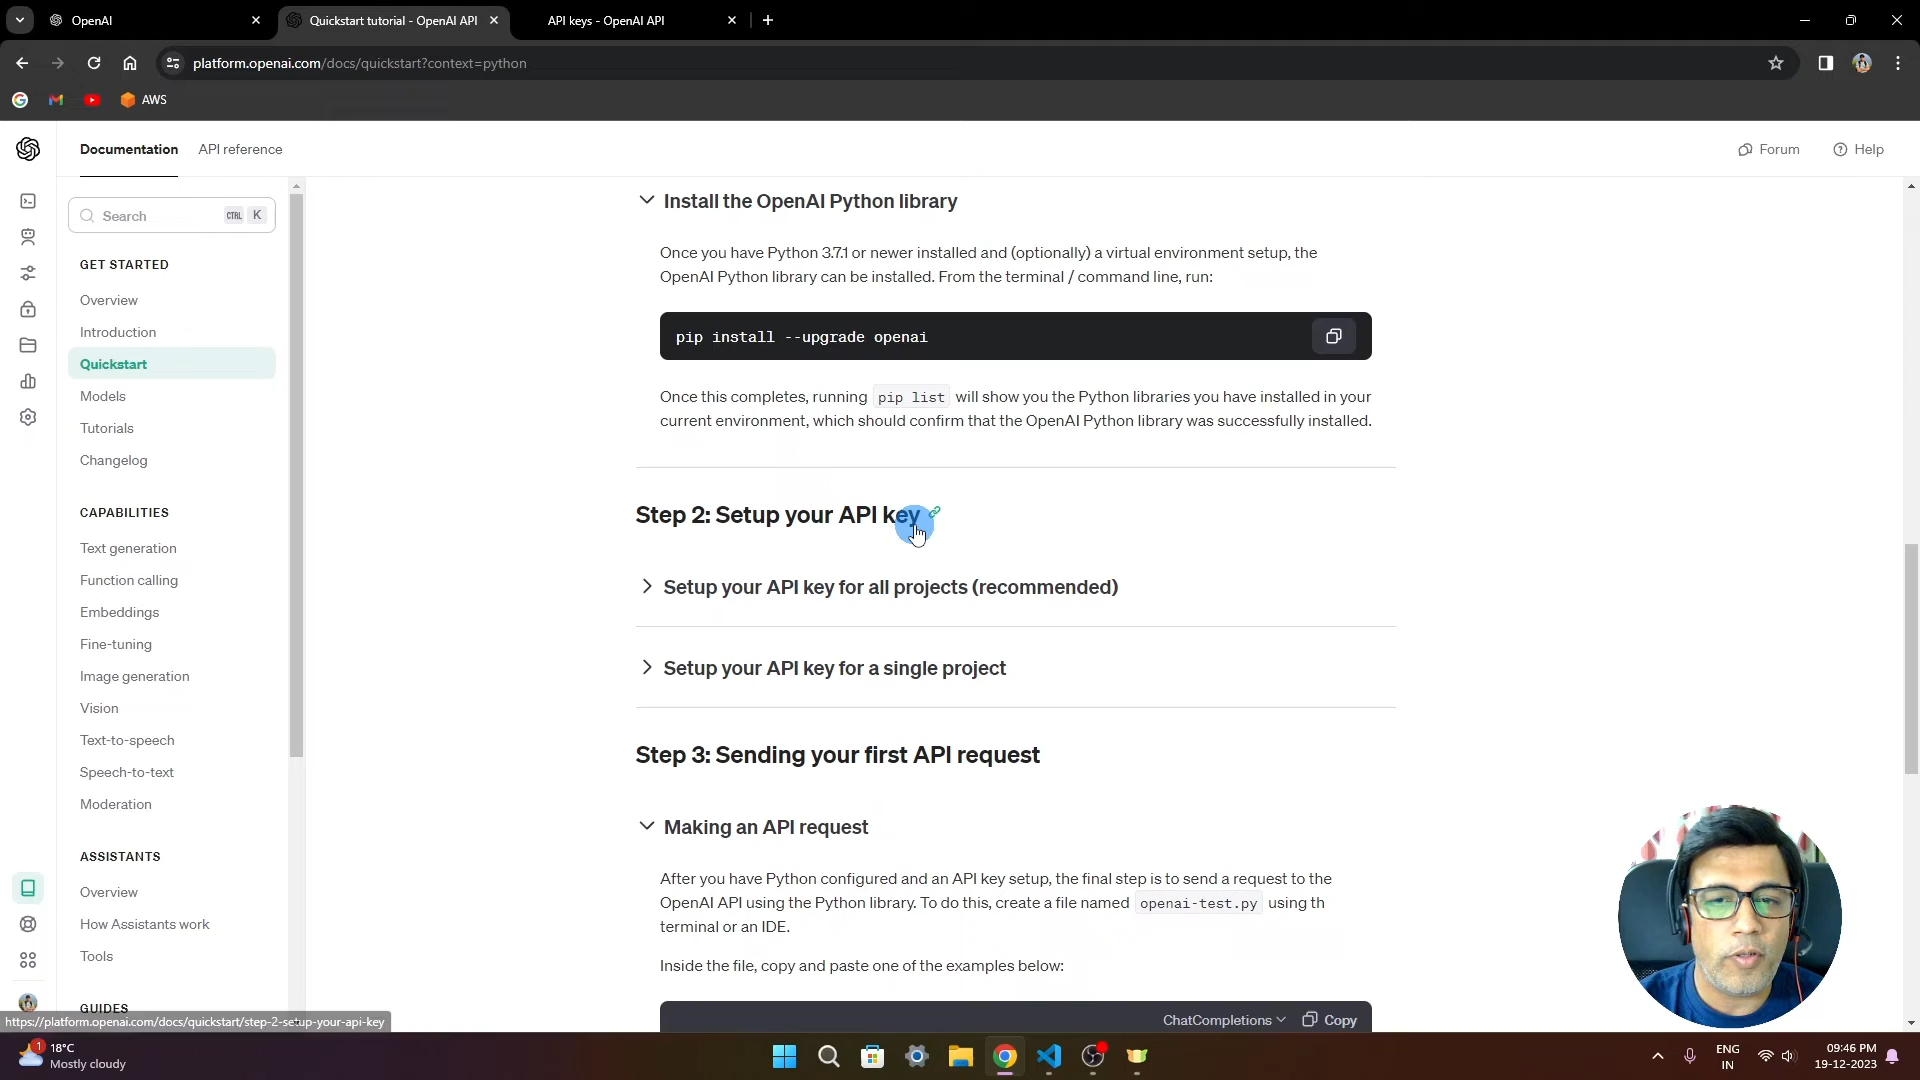 OpenAI
Quickstart tutorial - OpenAI API
API keys - OpenAI API
platform.openai.com/docs/quickstart?context=python
AWS
Documentation
API reference
Forum
Help
Search
CTRL
K
GET STARTED
Overview
Introduction
Quickstart
Models
Tutorials
Changelog
CAPABILITIES
Text generation
Function calling
Embeddings
Fine-tuning
Image generation
Vision
Text-to-speech
Speech-to-text
Moderation
ASSISTANTS
Overview
How Assistants work
Tools
GUIDES
https://platform.openai.com/docs/quickstart/step-2-setup-your-api-key
Install the OpenAI Python library
Once you have Python 3.7.1 or newer installed and (optionally) a virtual environment setup, the
OpenAI Python library can be installed. From the terminal / command line, run:
pip install --upgrade openai
Once this completes, running pip list will show you the Python libraries you have installed in your
current environment, which should confirm that the OpenAI Python library was successfully installed.
Step 2: Setup your API key
Setup your API key for all projects (recommended)
Setup your API key for a single project
Step 3: Sending your first API request
Making an API request
After you have Python configured and an API key setup, the final step is to send a request to the
OpenAI API using the Python library. To do this, create a file named openai-test.py using th
terminal or an IDE.
Inside the file, copy and paste one of the examples below:
ChatCompletions
Copy
1
18°C
Mostly cloudy
ENG
IN
09:46 PM
19-12-2023